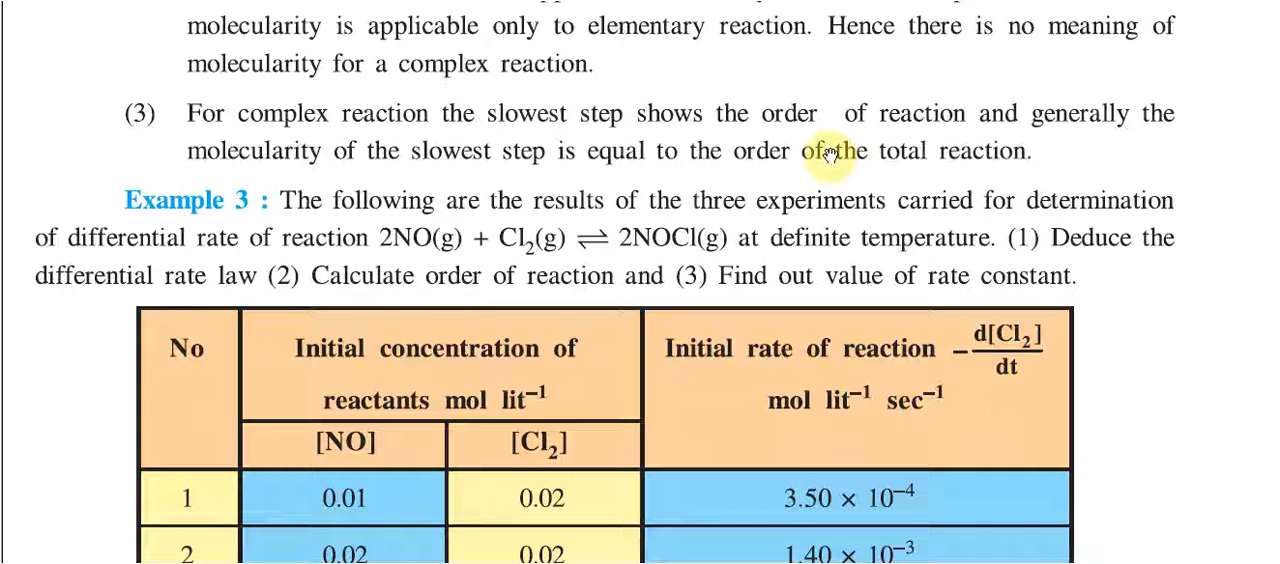 molecularity is applicable only to elementary reaction. Hence there is no meaning of
molecularity for a complex reaction.
(3) For complex reaction the slowest step shows the order of reaction and generally the
molecularity of the slowest step is equal to the order of the total reaction.
Example 3 : The following are the results of the three experiments carried for determination
of differential rate of reaction 2NO(g) + Cl₂(g) ⇌ 2NOCl(g) at definite temperature. (1) Deduce the
differential rate law (2) Calculate order of reaction and (3) Find out value of rate constant.
No
Initial concentration of
reactants mol lit⁻¹
Initial rate of reaction −d[Cl₂]/dt
mol lit⁻¹ sec⁻¹
[NO] [Cl₂]
1 0.01 0.02 3.50 × 10⁻⁴
2 0.02 0.02 1.40 × 10⁻³